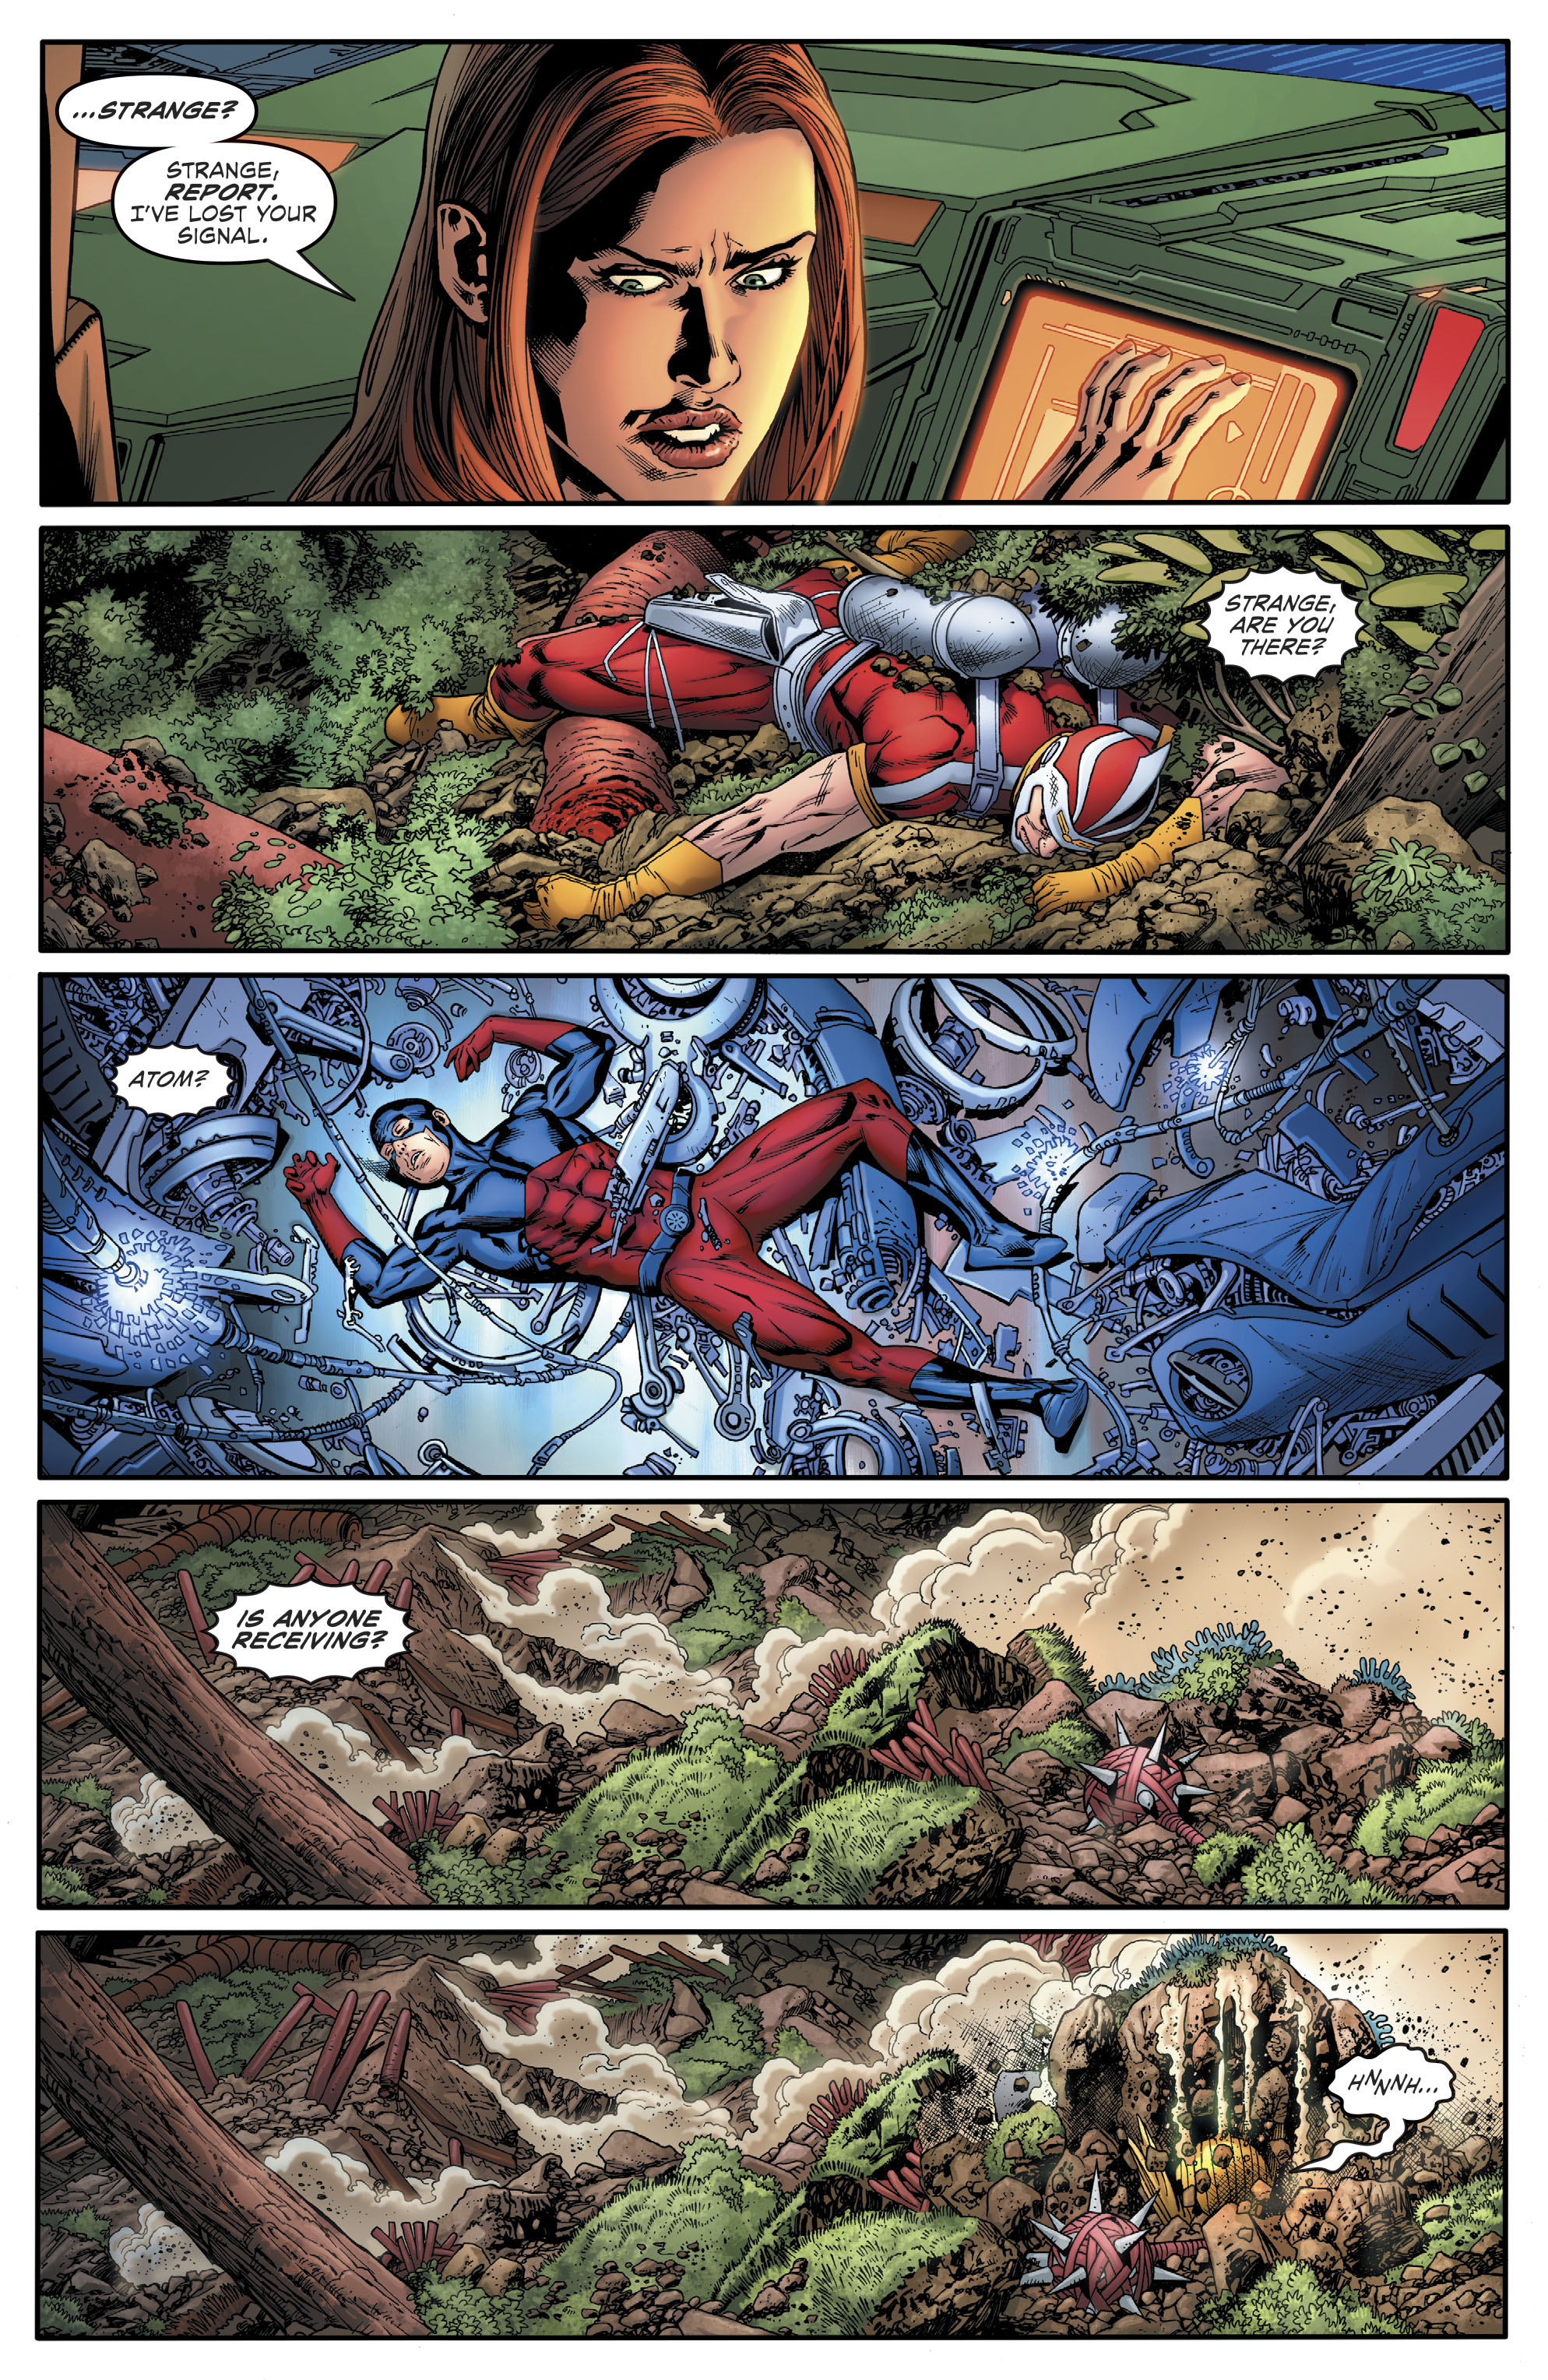 ...STRANGE?
STRANGE,
REPORT.
I'VE LOST YOUR
SIGNAL.
STRANGE,
ARE YOU
THERE?
ATOM?
IS ANYONE
RECEIVING?
HNNNH...